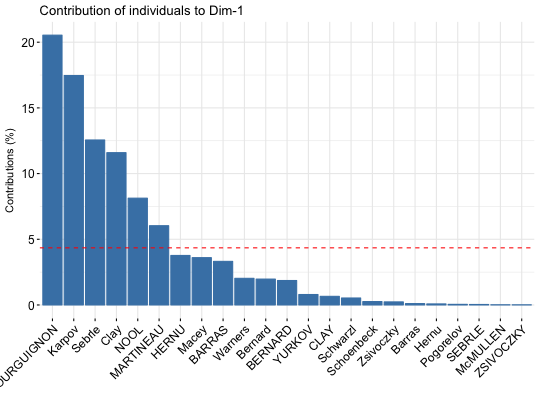 Contribution of individuals to Dim-1
Contributions (%)
20
15
10
5
0
OURGUIGNON
Karpov
Sebrle
Clay
NOOL
MARTINEAU
HERNU
Macey
BARRAS
Warners
Bernard
BERNARD
YURKOV
CLAY
Schwarzl
Schoenbeck
Zsivoczky
Barras
Hernu
Pogorelov
SEBRLE
McMULLEN
ZSIVOCZKY